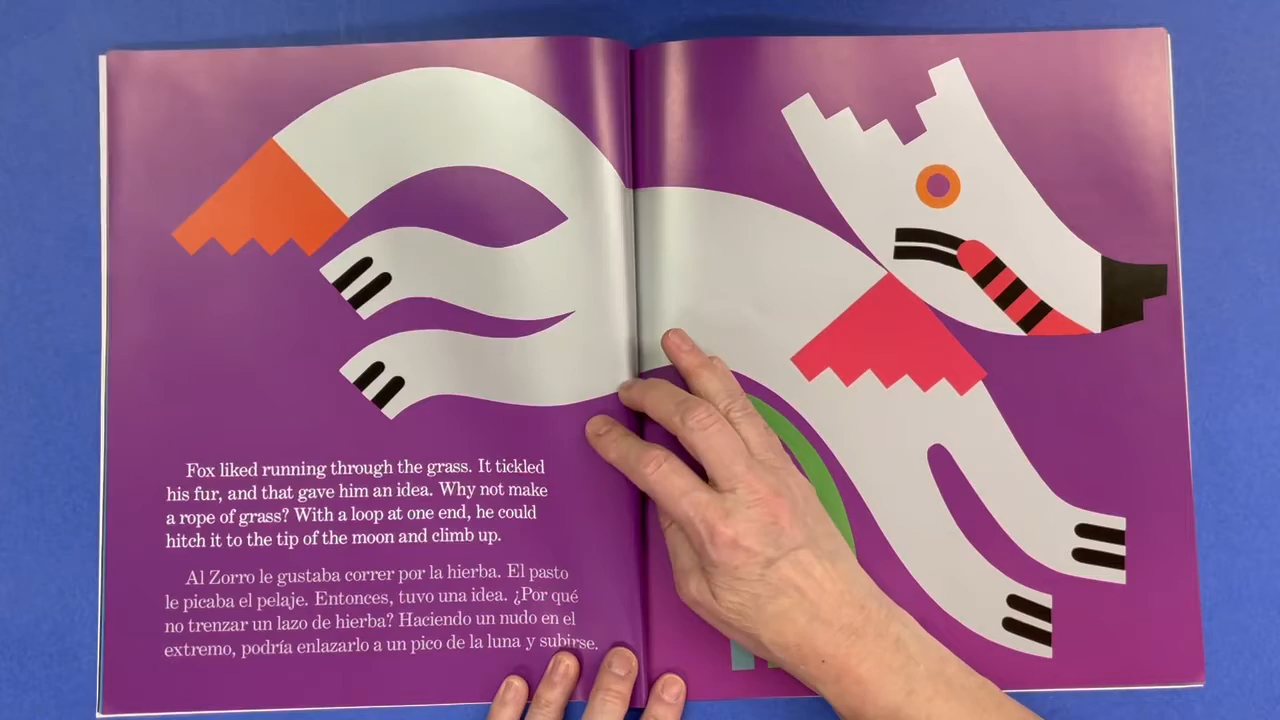 Fox liked running through the grass. It tickled
his fur, and that gave him an idea. Why not make
a rope of grass? With a loop at one end, he could
hitch it to the tip of the moon and climb up.
Al Zorro le gustaba correr por la hierba. El pasto
le picaba el pelaje. Entonces, tuvo una idea. ¿Por qué
no trenzar un lazo de hierba? Haciendo un nudo en el
extremo, podría enlazarlo a un pico de la luna y subirse.